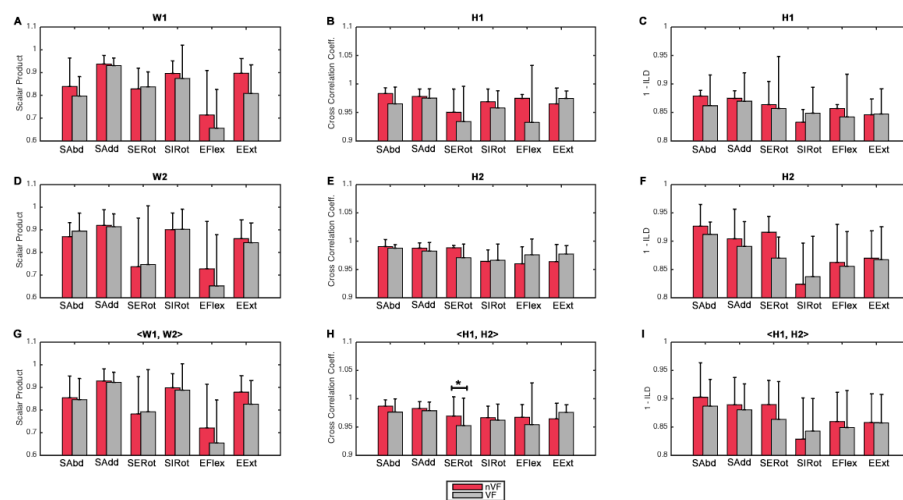 A W1
Scalar Product
1.1
1
0.9
0.8
0.7
0.6
SAbd SAdd SERot SIRot EFlex EExt
B H1
Cross Correlation Coeff.
1.1
1.05
1
0.95
0.9
SAbd SAdd SERot SIRot EFlex EExt
C H1
1 - ILD
1
0.95
0.9
0.85
0.8
SAbd SAdd SERot SIRot EFlex EExt
D W2
Scalar Product
1.1
1
0.9
0.8
0.7
0.6
SAbd SAdd SERot SIRot EFlex EExt
E H2
Cross Correlation Coeff.
1.1
1.05
1
0.95
0.9
SAbd SAdd SERot SIRot EFlex EExt
F H2
1 - ILD
1
0.95
0.9
0.85
0.8
SAbd SAdd SERot SIRot EFlex EExt
G <W1, W2>
Scalar Product
1.1
1
0.9
0.8
0.7
0.6
SAbd SAdd SERot SIRot EFlex EExt
H <H1, H2>
Cross Correlation Coeff.
1.1
1.05
1
0.95
0.9
*
SAbd SAdd SERot SIRot EFlex EExt
I <H1, H2>
1 - ILD
1
0.95
0.9
0.85
0.8
SAbd SAdd SERot SIRot EFlex EExt
nVF
VF